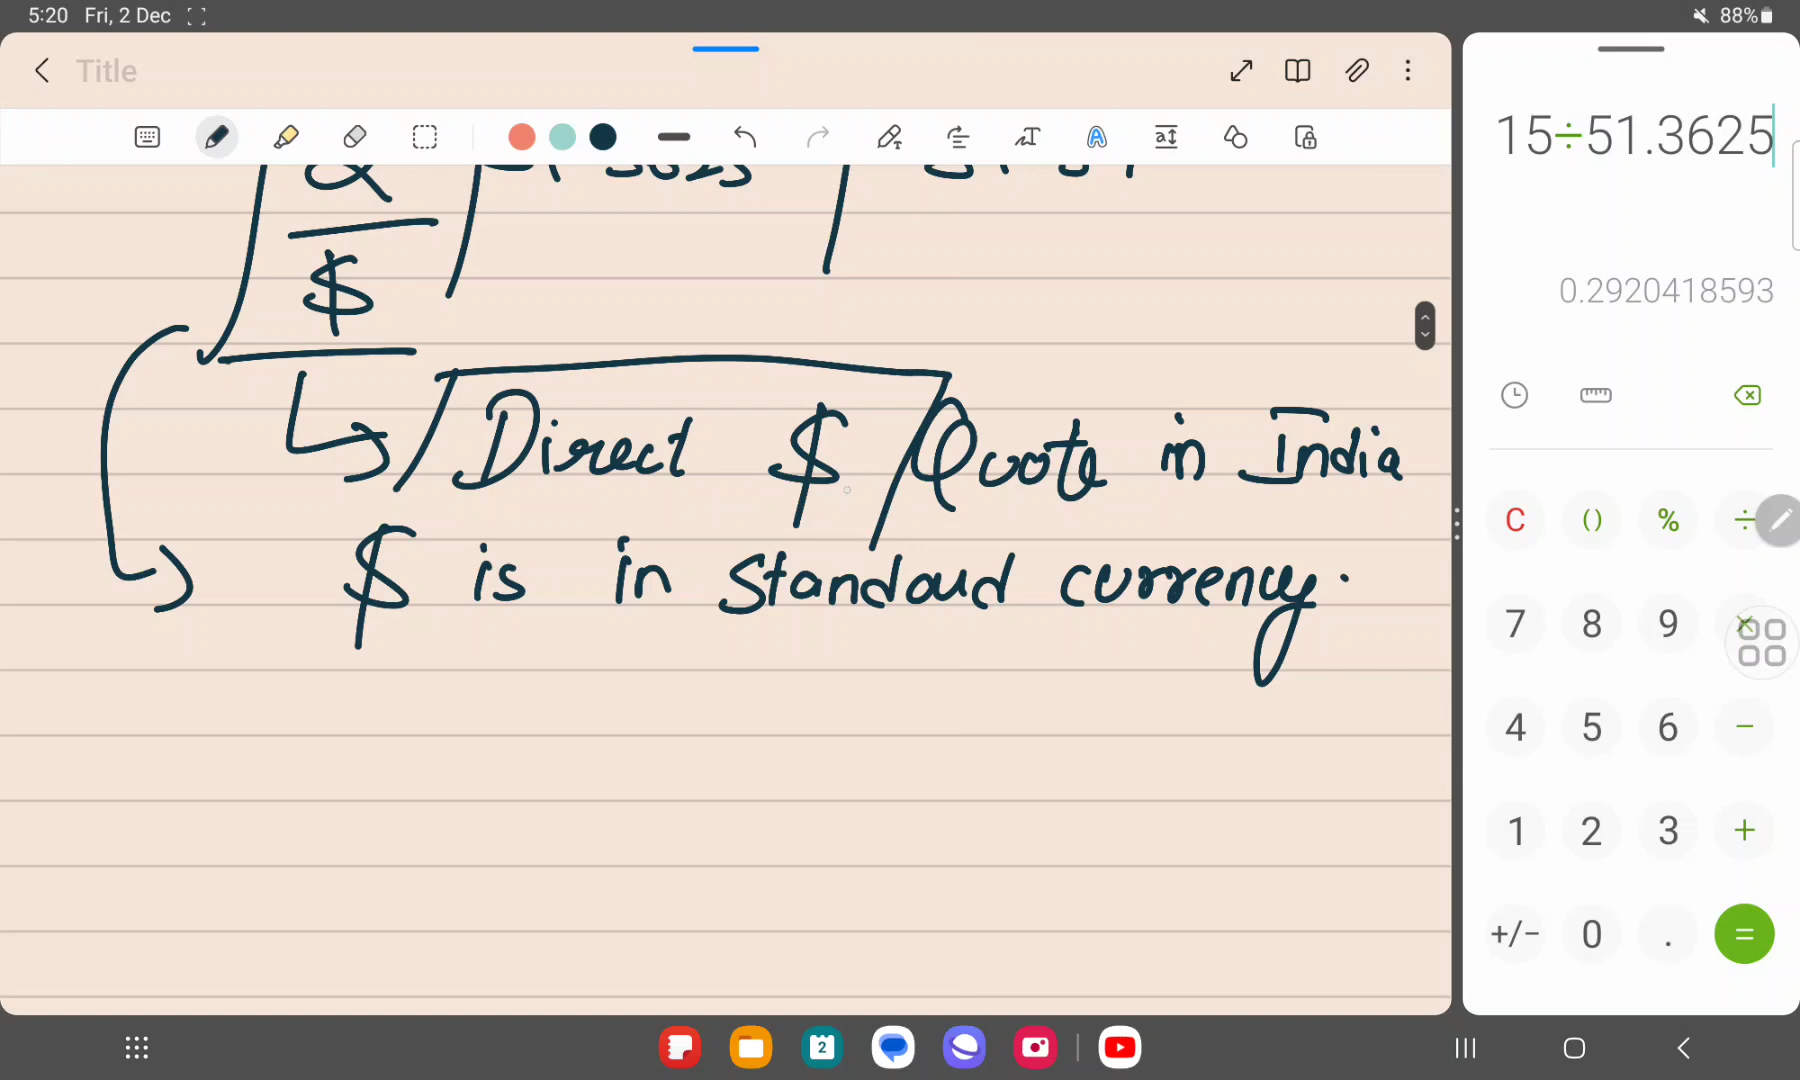 5:20 Fri, 2 Dec
88%
Title
$
Direct $ Quote in India
$ is in standard currency.
15÷51.3625
0.2920418593
C () % ÷
7 8 9 ×
4 5 6 −
1 2 3 +
+/− 0 . =
2